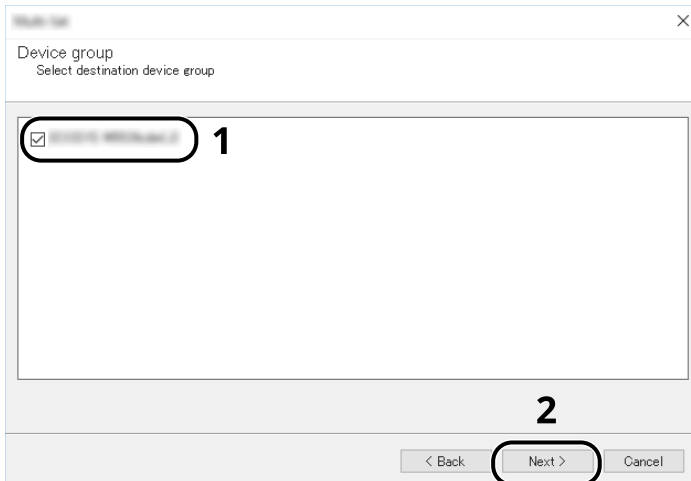 Device group
Select destination device group
1
2
< Back
Next >
Cancel